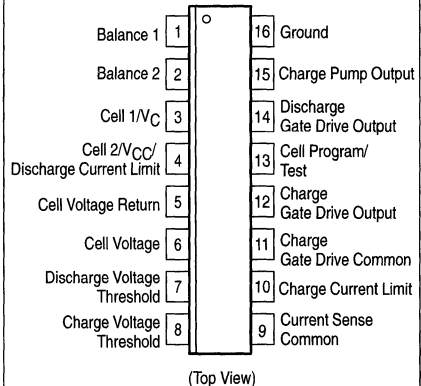 Balance 1 1 16 Ground
Balance 2 2 15 Charge Pump Output
Cell 1/VC 3 14 Discharge
Gate Drive Output
Cell 2/VCC/
Discharge Current Limit 4 13 Cell Program/
Test
Cell Voltage Return 5 12 Charge
Gate Drive Output
Cell Voltage 6 11 Charge
Gate Drive Common
Discharge Voltage
Threshold 7 10 Charge Current Limit
Charge Voltage
Threshold 8 9 Current Sense
Common
(Top View)